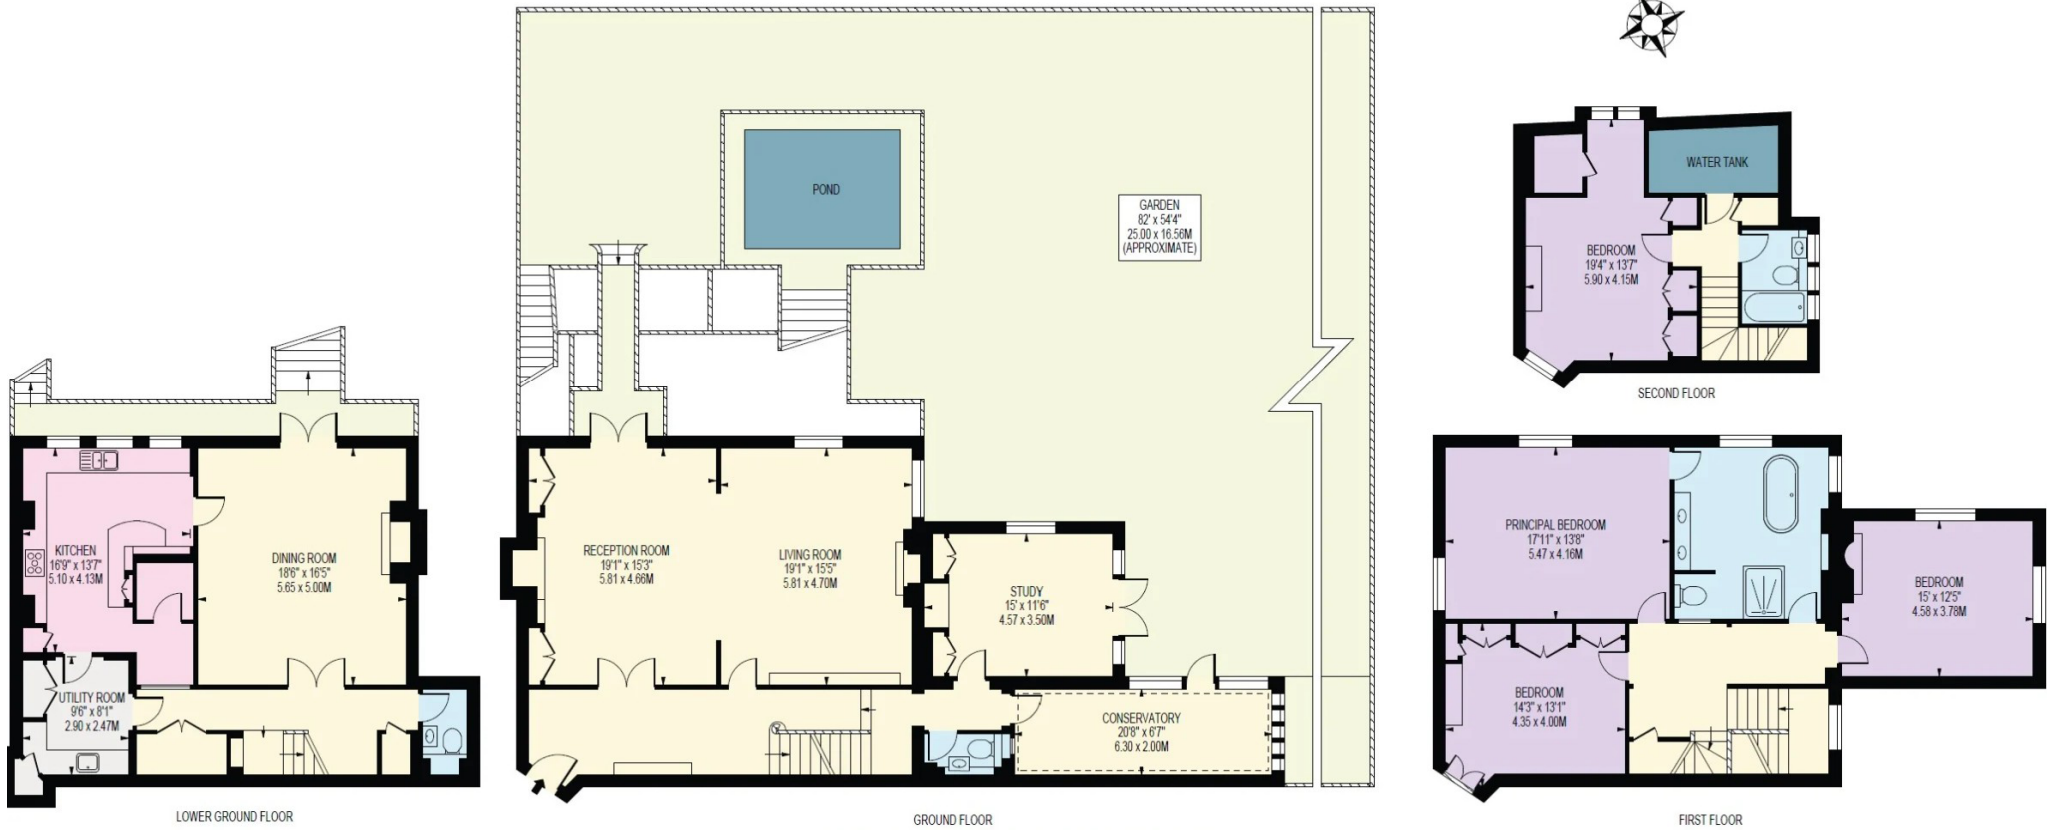 KITCHEN
16'9" x 13'7"
5.10 x 4.13M
DINING ROOM
18'6" x 16'5"
5.65 x 5.00M
UTILITY ROOM
9'6" x 8'1"
2.90 x 2.47M
LOWER GROUND FLOOR
POND
GARDEN
82' x 54'4"
25.00 x 16.56M
(APPROXIMATE)
RECEPTION ROOM
19'1" x 15'3"
5.81 x 4.66M
LIVING ROOM
19'1" x 15'5"
5.81 x 4.70M
STUDY
15' x 11'6"
4.57 x 3.50M
CONSERVATORY
20'8" x 6'7"
6.30 x 2.00M
GROUND FLOOR
WATER TANK
BEDROOM
19'4" x 13'7"
5.90 x 4.15M
SECOND FLOOR
PRINCIPAL BEDROOM
17'11" x 13'8"
5.47 x 4.16M
BEDROOM
15' x 12'5"
4.58 x 3.78M
BEDROOM
14'3" x 13'1"
4.35 x 4.00M
FIRST FLOOR